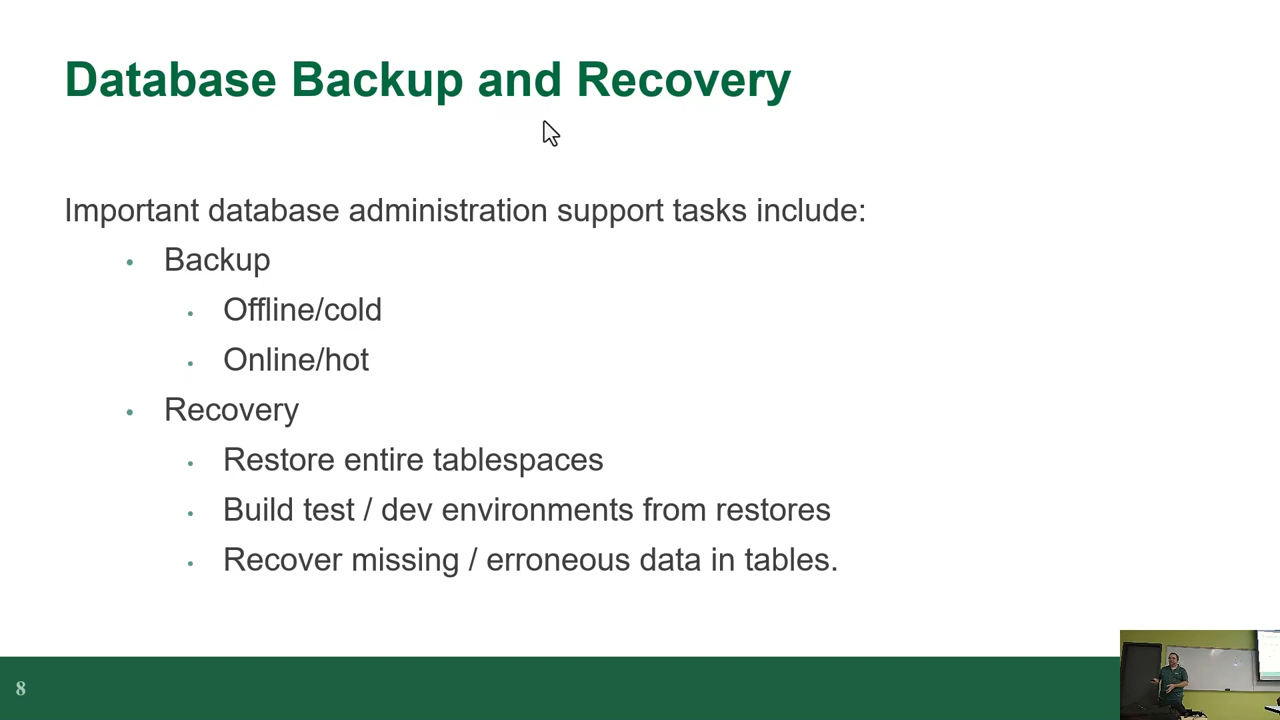 Database Backup and Recovery
Important database administration support tasks include:
• Backup
• Offline/cold
• Online/hot
• Recovery
• Restore entire tablespaces
• Build test / dev environments from restores
• Recover missing / erroneous data in tables.
8